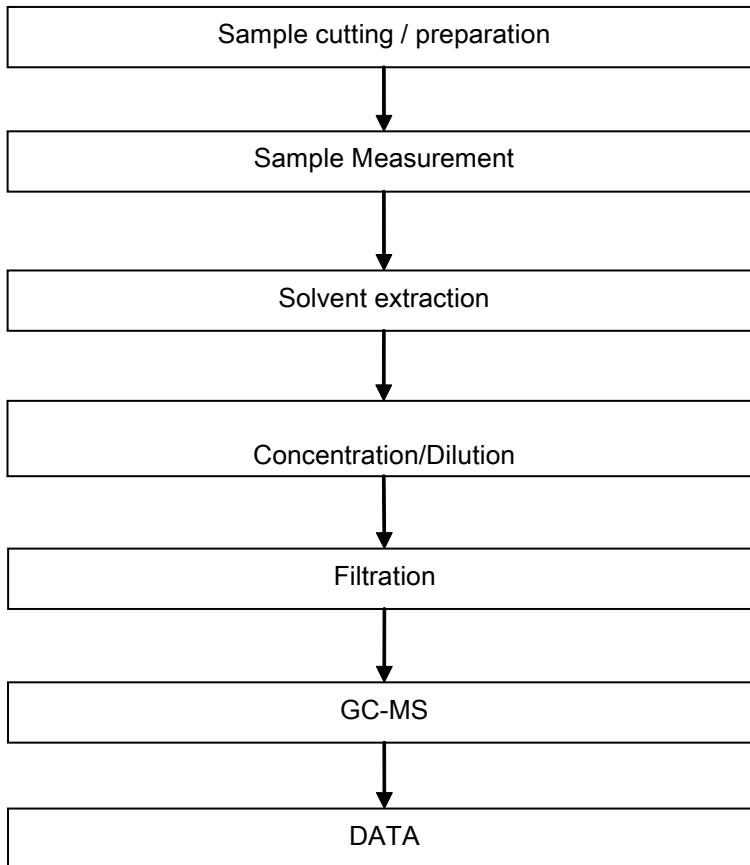 Sample cutting / preparation
Sample Measurement
Solvent extraction
Concentration/Dilution
Filtration
GC-MS
DATA